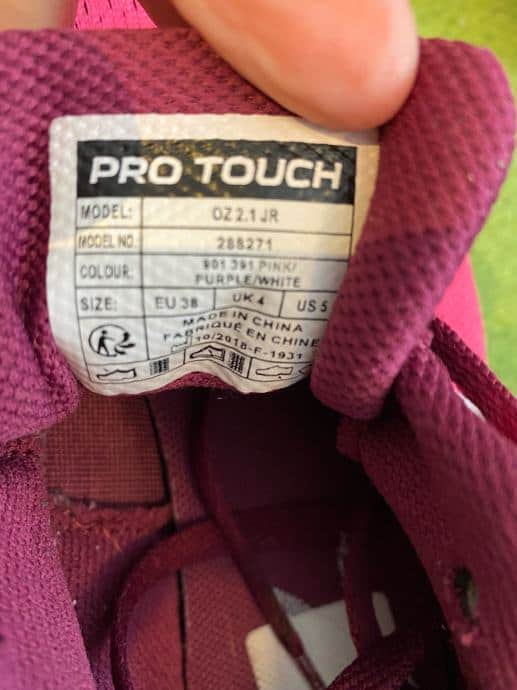 PRO TOUCH
MODEL: OZ 2.1 JR
MODEL NO: 288271
COLOUR: 901 391 PINK/
PURPLE/WHITE
SIZE: EU 38 UK 4 US 5
MADE IN CHINA
FABRIQUÉ EN CHINE
10/2018-F-1931